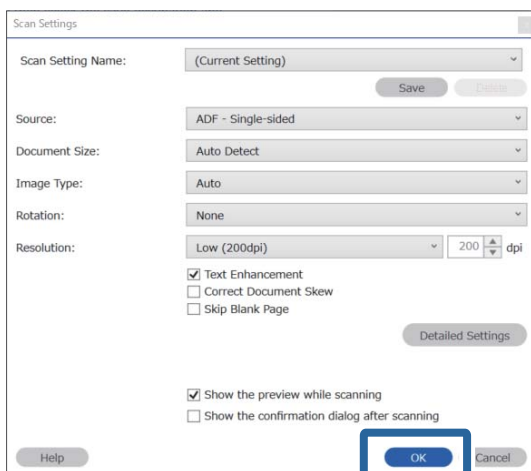 Scan Settings
Scan Setting Name: (Current Setting)
Save Delete
Source: ADF - Single-sided
Document Size: Auto Detect
Image Type: Auto
Rotation: None
Resolution: Low (200dpi) 200 dpi
Text Enhancement
Correct Document Skew
Skip Blank Page
Detailed Settings
Show the preview while scanning
Show the confirmation dialog after scanning
Help OK Cancel